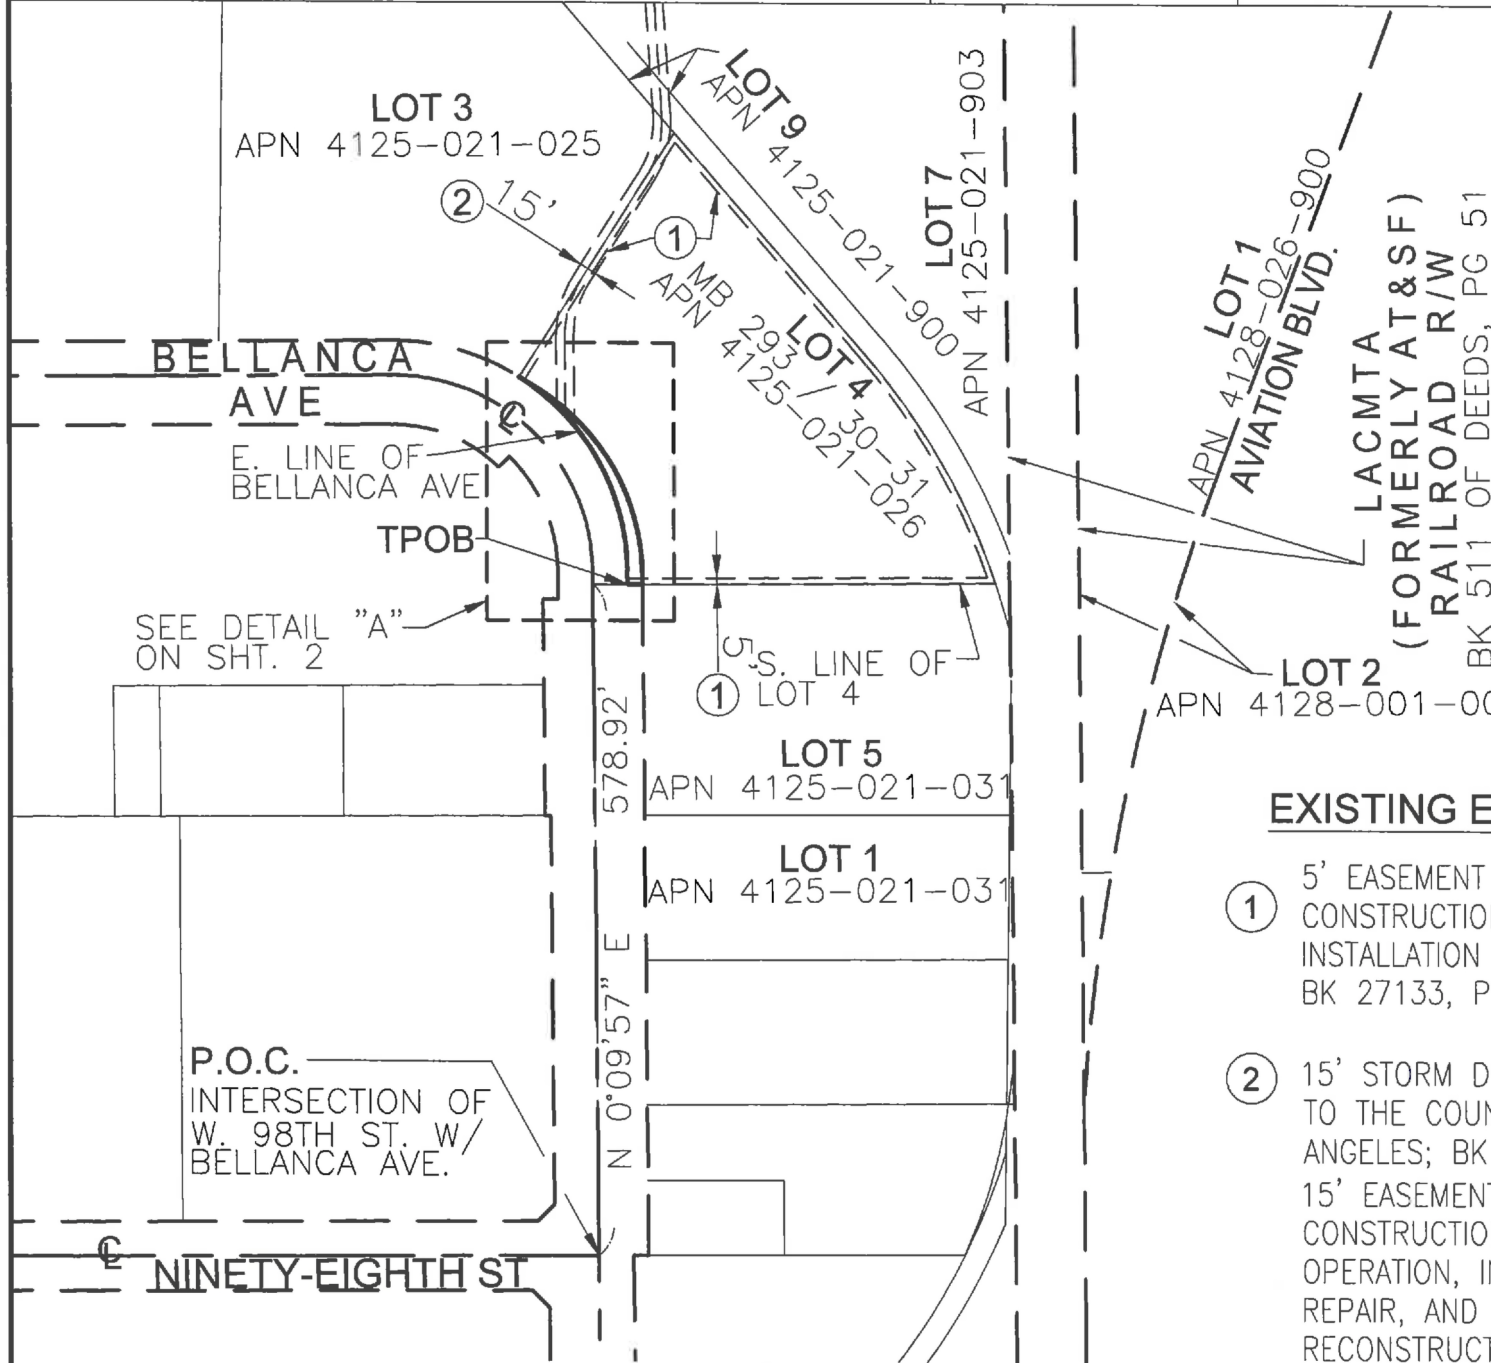 LOT 3
APN 4125-021-025
② 15'
①
LOT 9
APN 4125-021-900
LOT 7
APN 4125-021-903
LOT 4
MB 293 / 30-31
APN 4125-021-026
LOT 1
APN 4128-026-900
AVIATION BLVD.
LACMTA
(FORMERLY AT&SF)
RAILROAD R/W
BK 511 OF DEEDS, PG 51
BELLANCA
AVE
℄
E. LINE OF
BELLANCA AVE
TPOB
SEE DETAIL "A"
ON SHT. 2
5'
①
S. LINE OF
LOT 4
LOT 2
APN 4128-001-00
578.92'
N 0°09'57" E
LOT 5
APN 4125-021-031
LOT 1
APN 4125-021-031
P.O.C.
INTERSECTION OF
W. 98TH ST. W/
BELLANCA AVE.
℄
NINETY-EIGHTH ST
EXISTING E
①
5' EASEMENT
CONSTRUCTION
INSTALLATION
BK 27133, P
②
15' STORM D
TO THE COUN
ANGELES; BK
15' EASEMENT
CONSTRUCTIO
OPERATION, IN
REPAIR, AND
RECONSTRUCT